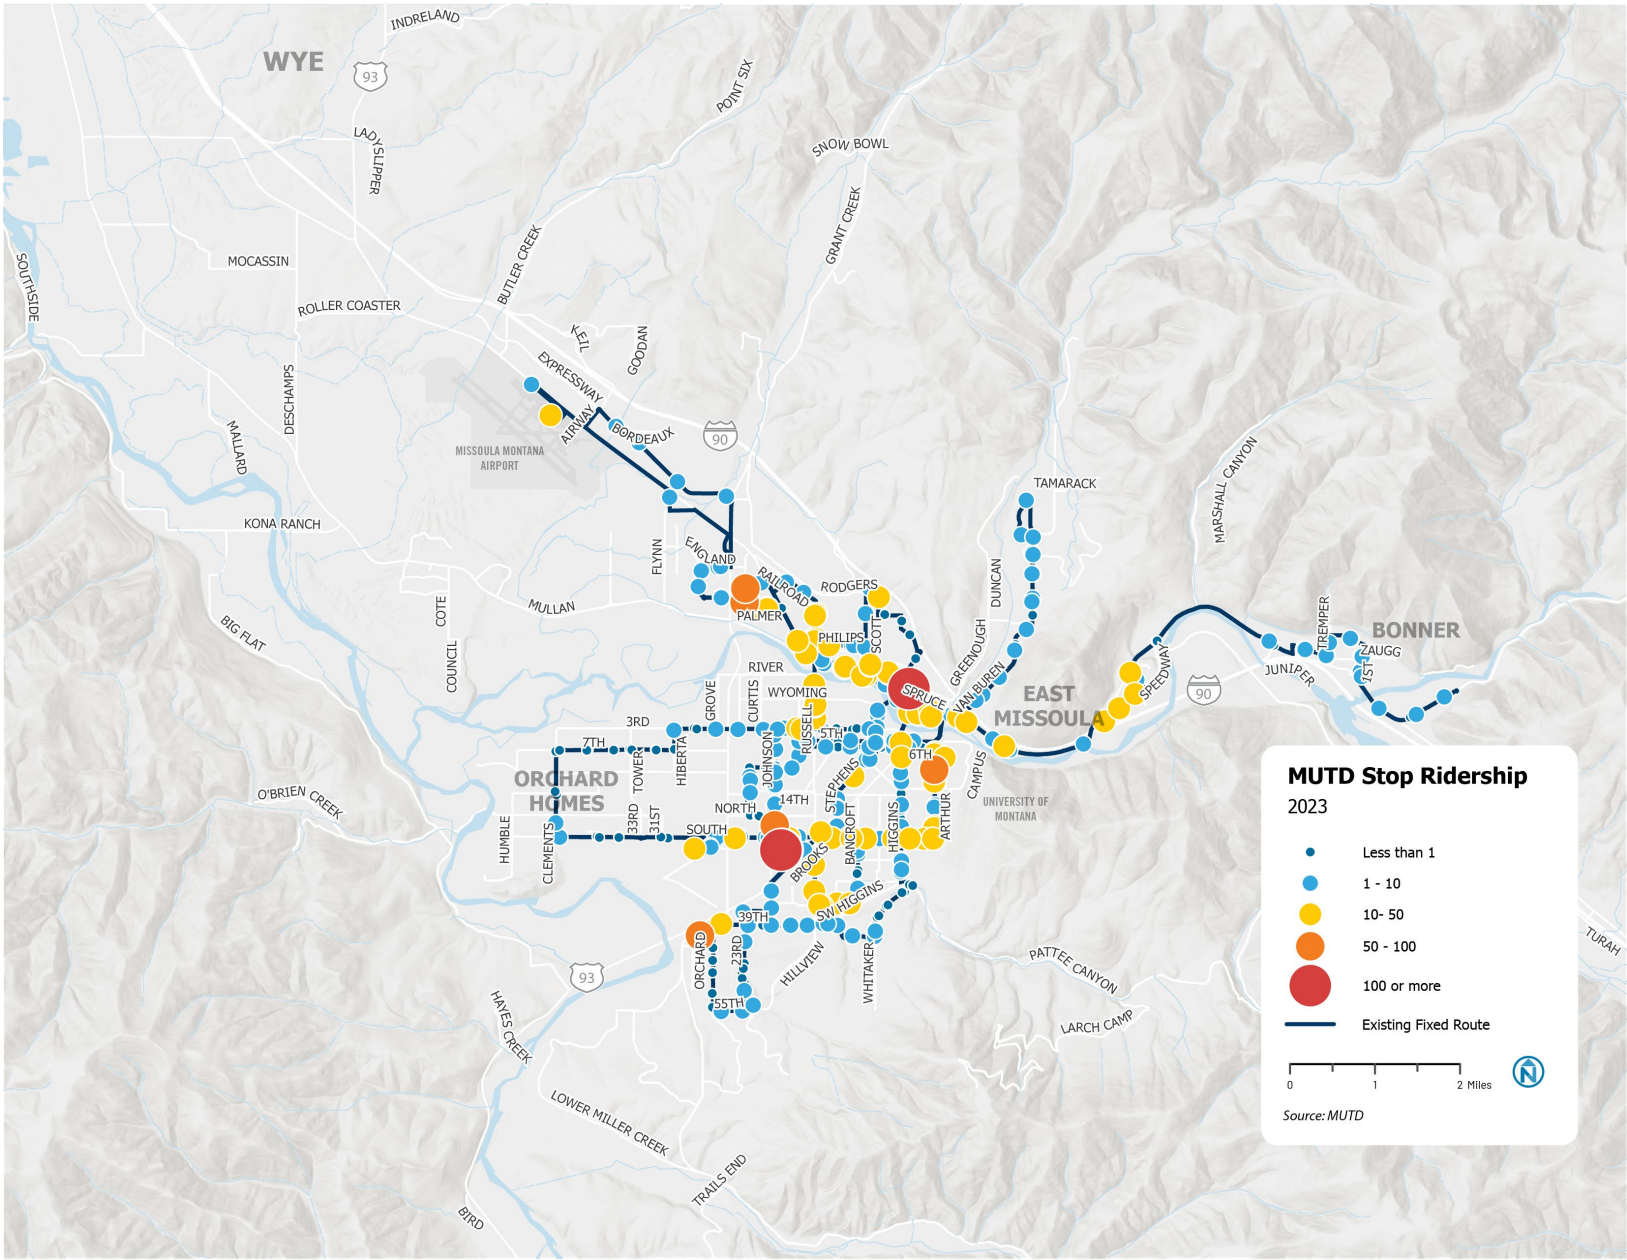 INDRELAND
WYE
93
POINT SIX
LADYSLIPPER
SNOW BOWL
GRANT CREEK
BUTLER CREEK
MOCASSIN
SOUTHSIDE
ROLLER COASTER
KEIL
GOODAN
EXPRESSWAY
DESCHAMPS
AIRWAY
BORDEAUX
90
MALLARD
MISSOULA MONTANA
AIRPORT
MARSHALL CANYON
TAMARACK
KONA RANCH
FLYNN
ENGLAND
RAILROAD
RODGERS
DUNCAN
COTE
MULLAN
PALMER
BIG FLAT
PHILIPS
SCOTT
GREENOUGH
TREMPER
BONNER
ZAUGG
COUNCIL
RIVER
JUNIPER
1ST
SPEEDWAY
90
WYOMING
SPRUCE
VAN BUREN
EAST
MISSOULA
GROVE
CURTIS
RUSSELL
3RD
5TH
7TH
6TH
HIBERTA
TOWER
JOHNSON
STEPHENS
CAMPUS
ORCHARD
HOMES
O'BRIEN CREEK
14TH
NORTH
UNIVERSITY OF
MONTANA
33RD
31ST
SOUTH
HUMBLE
CLEMENTS
BROOKS
BANCROFT
HIGGINS
ARTHUR
SW HIGGINS
39TH
ORCHARD
23RD
HILLVIEW
WHITAKER
55TH
93
PATTEE CANYON
TURAH
HAYES CREEK
LARCH CAMP
LOWER MILLER CREEK
TRAILS END
BIRD
MUTD Stop Ridership
2023
Less than 1
1 - 10
10- 50
50 - 100
100 or more
Existing Fixed Route
0 1 2 Miles
N
Source: MUTD